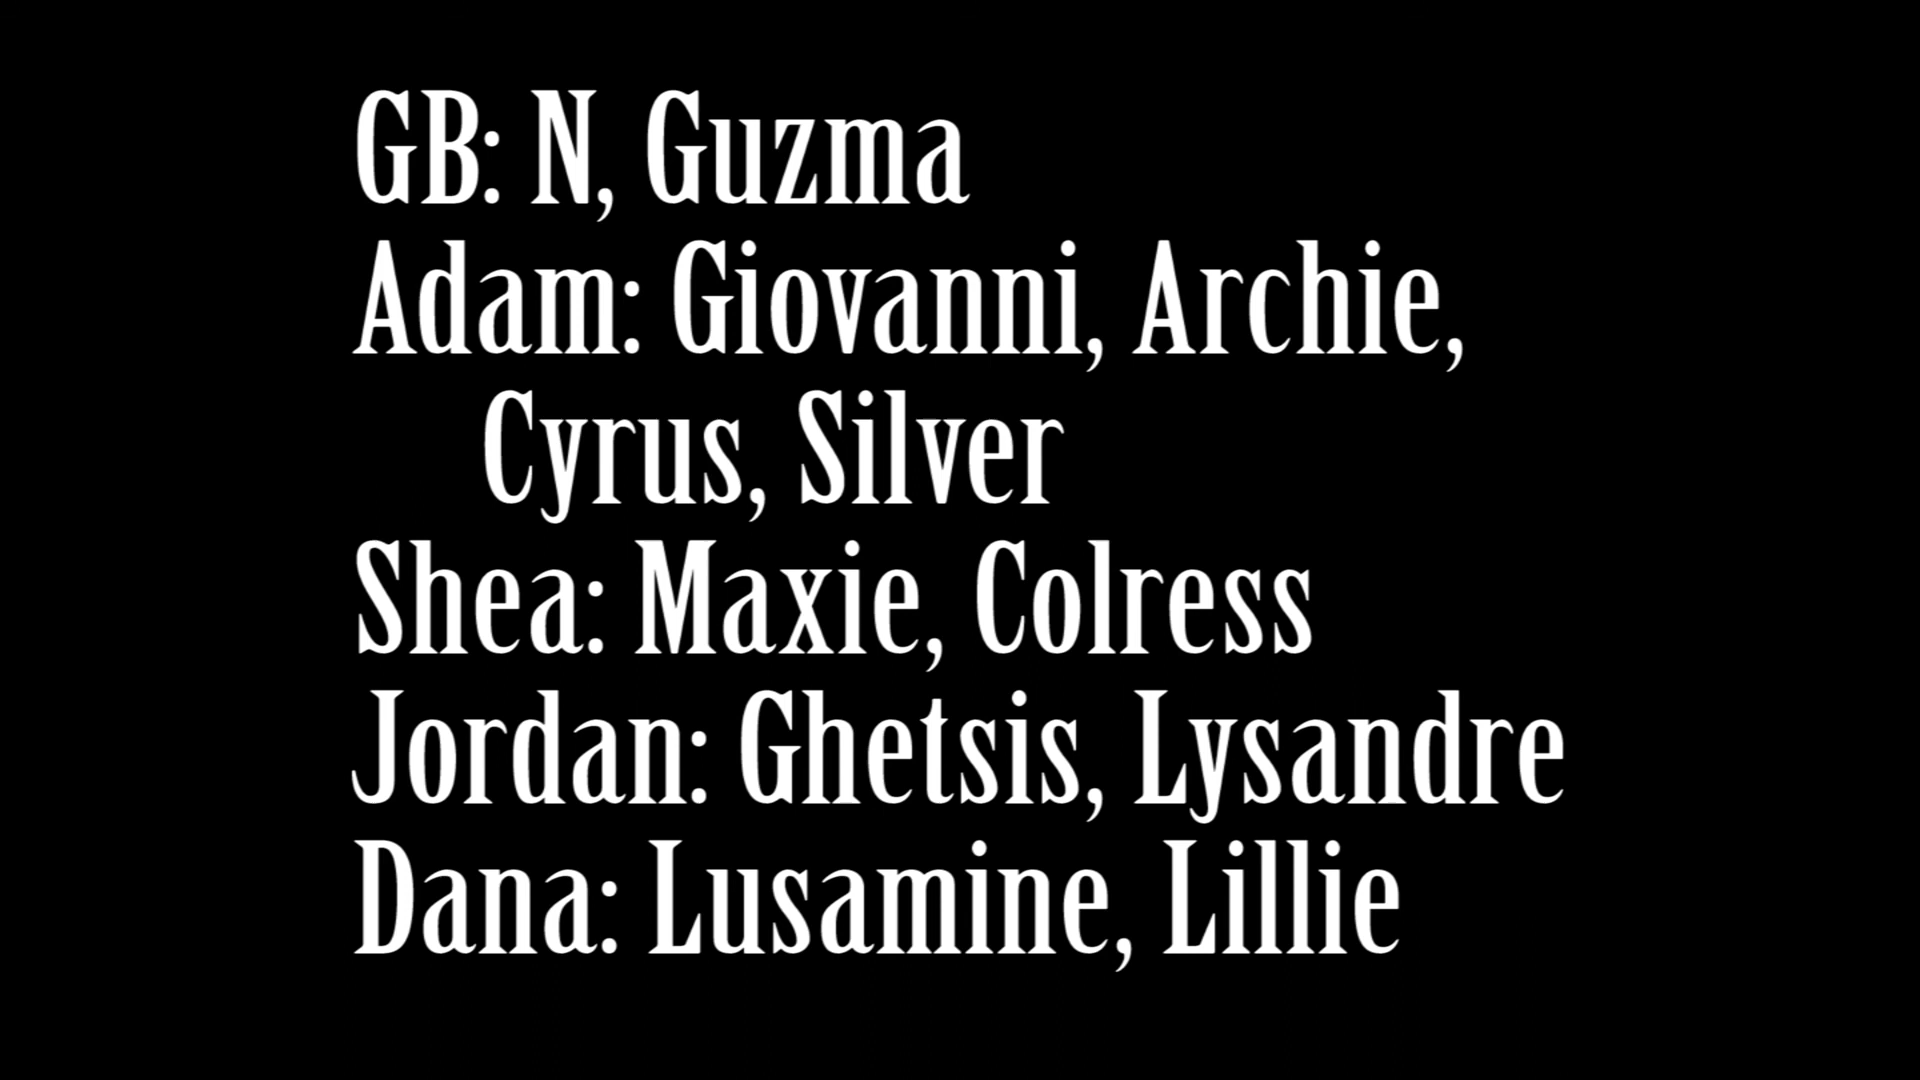 GB: N, Guzma
Adam: Giovanni, Archie,
Cyrus, Silver
Shea: Maxie, Colress
Jordan: Ghetsis, Lysandre
Dana: Lusamine, Lillie